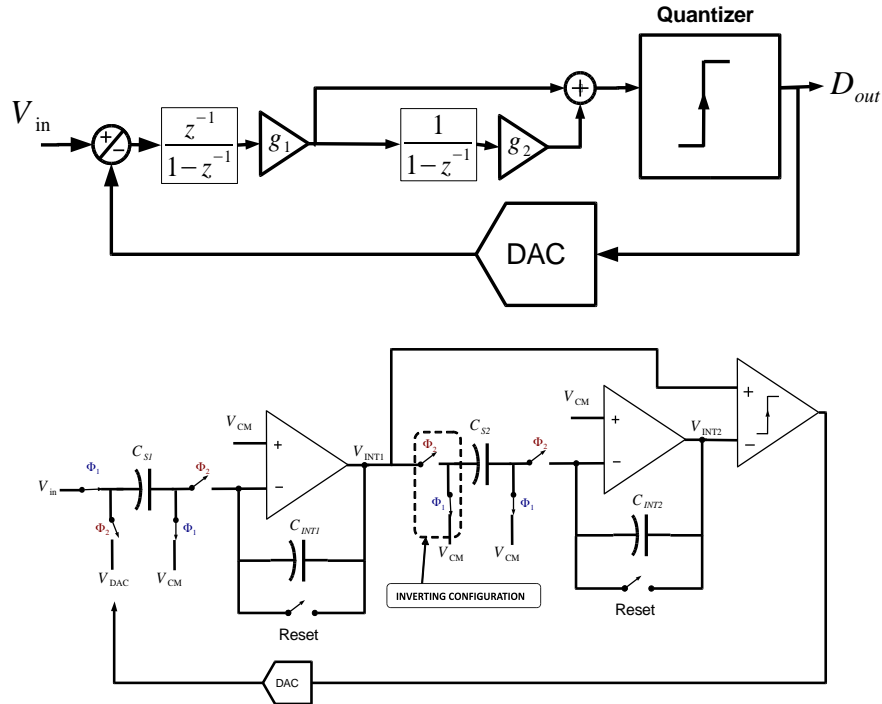 Quantizer
V_in
+
−
z^{-1}
1 − z^{-1}
g_1
1
1 − z^{-1}
g_2
+
D_out
DAC
V_CM
+
−
V_INT1
C_S1
Φ_1
Φ_2
V_in
Φ_2
Φ_1
V_DAC
V_CM
C_INT1
Reset
Φ_2
C_S2
Φ_2
Φ_1
Φ_1
V_CM
V_CM
INVERTING CONFIGURATION
V_CM
+
−
V_INT2
C_INT2
Reset
+
−
DAC